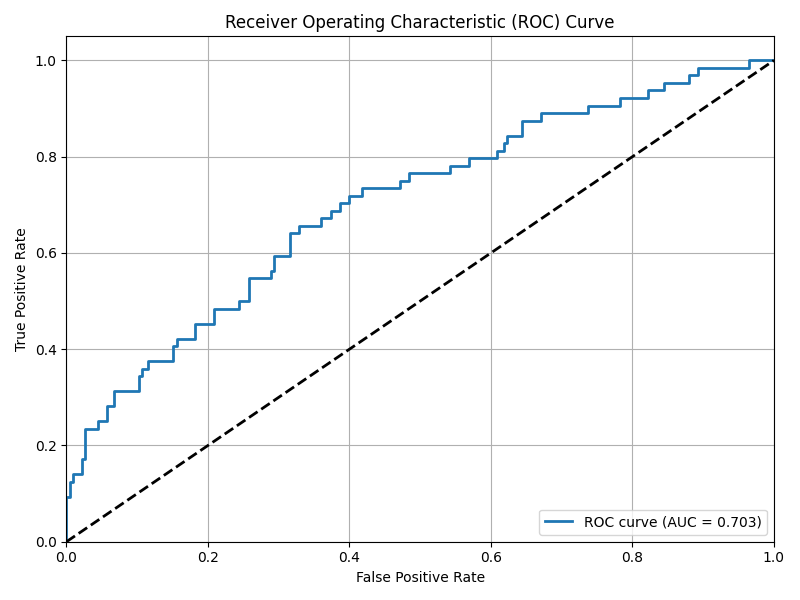 Receiver Operating Characteristic (ROC) Curve
1.0
0.8
0.6
0.4
0.2
0.0
True Positive Rate
ROC curve (AUC = 0.703)
0.0 0.2 0.4 0.6 0.8 1.0
False Positive Rate